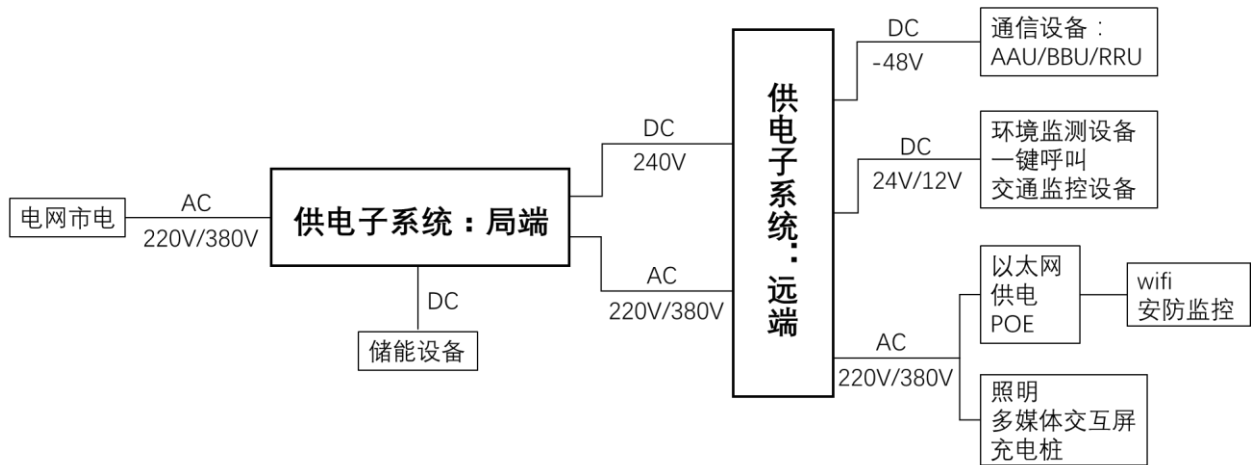 电网市电
AC
220V/380V
供电子系统：局端
DC
储能设备
DC
240V
AC
220V/380V
供电子系统：远端
DC
-48V
通信设备：
AAU/BBU/RRU
DC
24V/12V
环境监测设备
一键呼叫
交通监控设备
AC
220V/380V
以太网
供电
POE
wifi
安防监控
照明
多媒体交互屏
充电桩